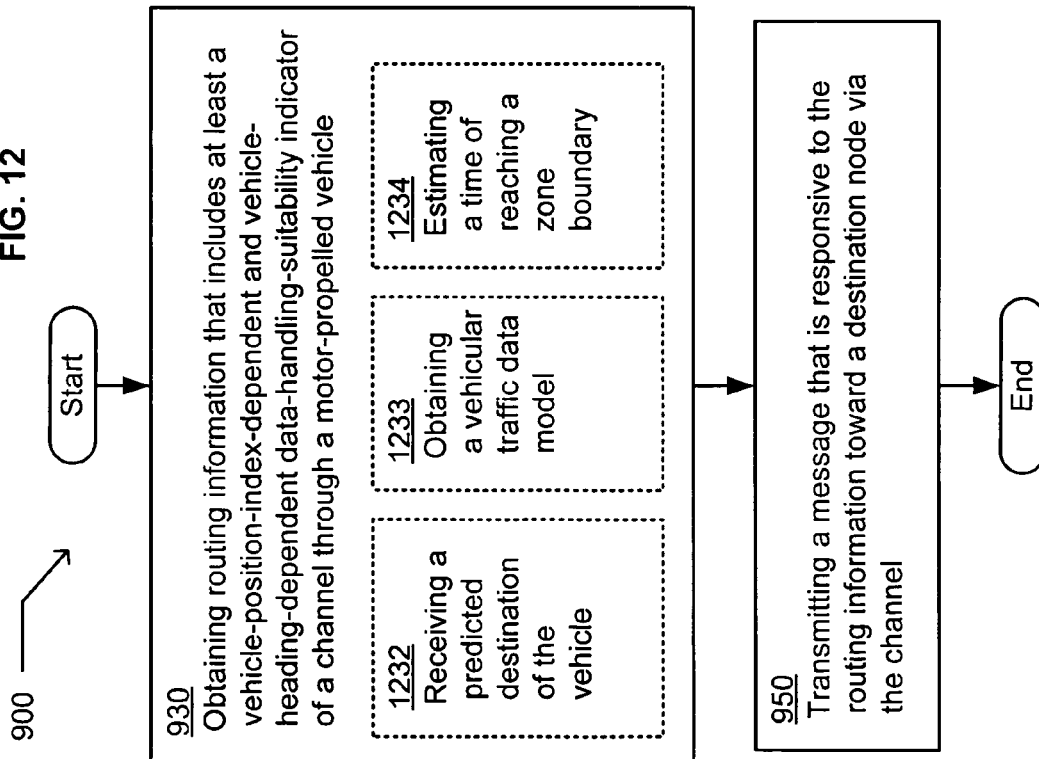 FIG. 12
900
Start
930
Obtaining routing information that includes at least a
vehicle-position-index-dependent and vehicle-
heading-dependent data-handling-suitability indicator
of a channel through a motor-propelled vehicle
1232
Receiving a
predicted
destination
of the
vehicle
1233
Obtaining
a vehicular
traffic data
model
1234
Estimating
a time of
reaching a
zone
boundary
950
Transmitting a message that is responsive to the
routing information toward a destination node via
the channel
End